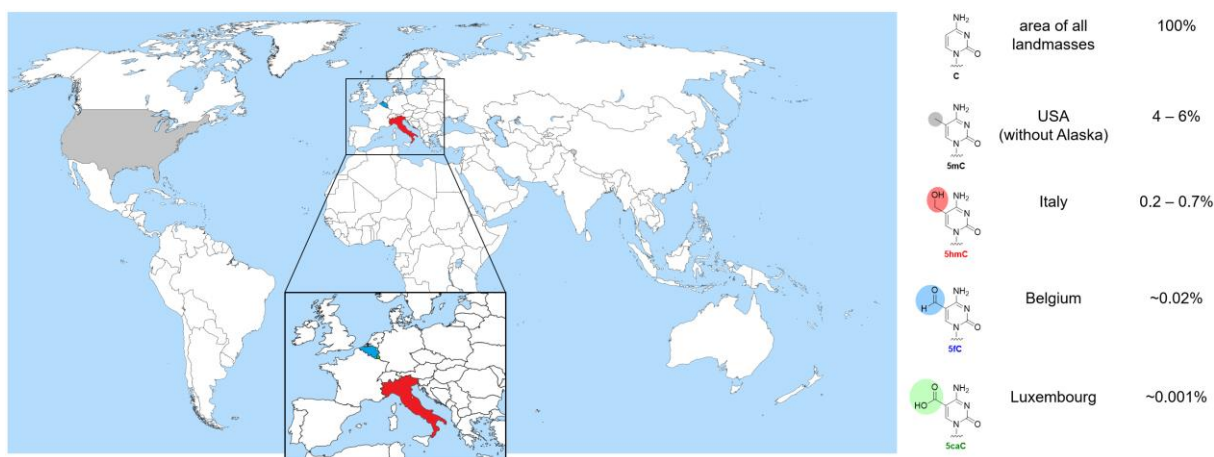 NH₂
N
N
O
C
area of all
landmasses
100%
NH₂
N
N
O
5mC
USA
(without Alaska)
4 – 6%
OH
NH₂
N
N
O
5hmC
Italy
0.2 – 0.7%
O
H
NH₂
N
N
O
5fC
Belgium
~0.02%
O
HO
NH₂
N
N
O
5caC
Luxembourg
~0.001%